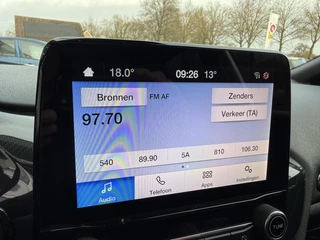 18.0° 09:26 13°
Bronnen FM AF Zenders
97.70 Verkeer (TA)
540 89.90 5A 810 106.30
Audio Telefoon Apps Instellingen
TUNE